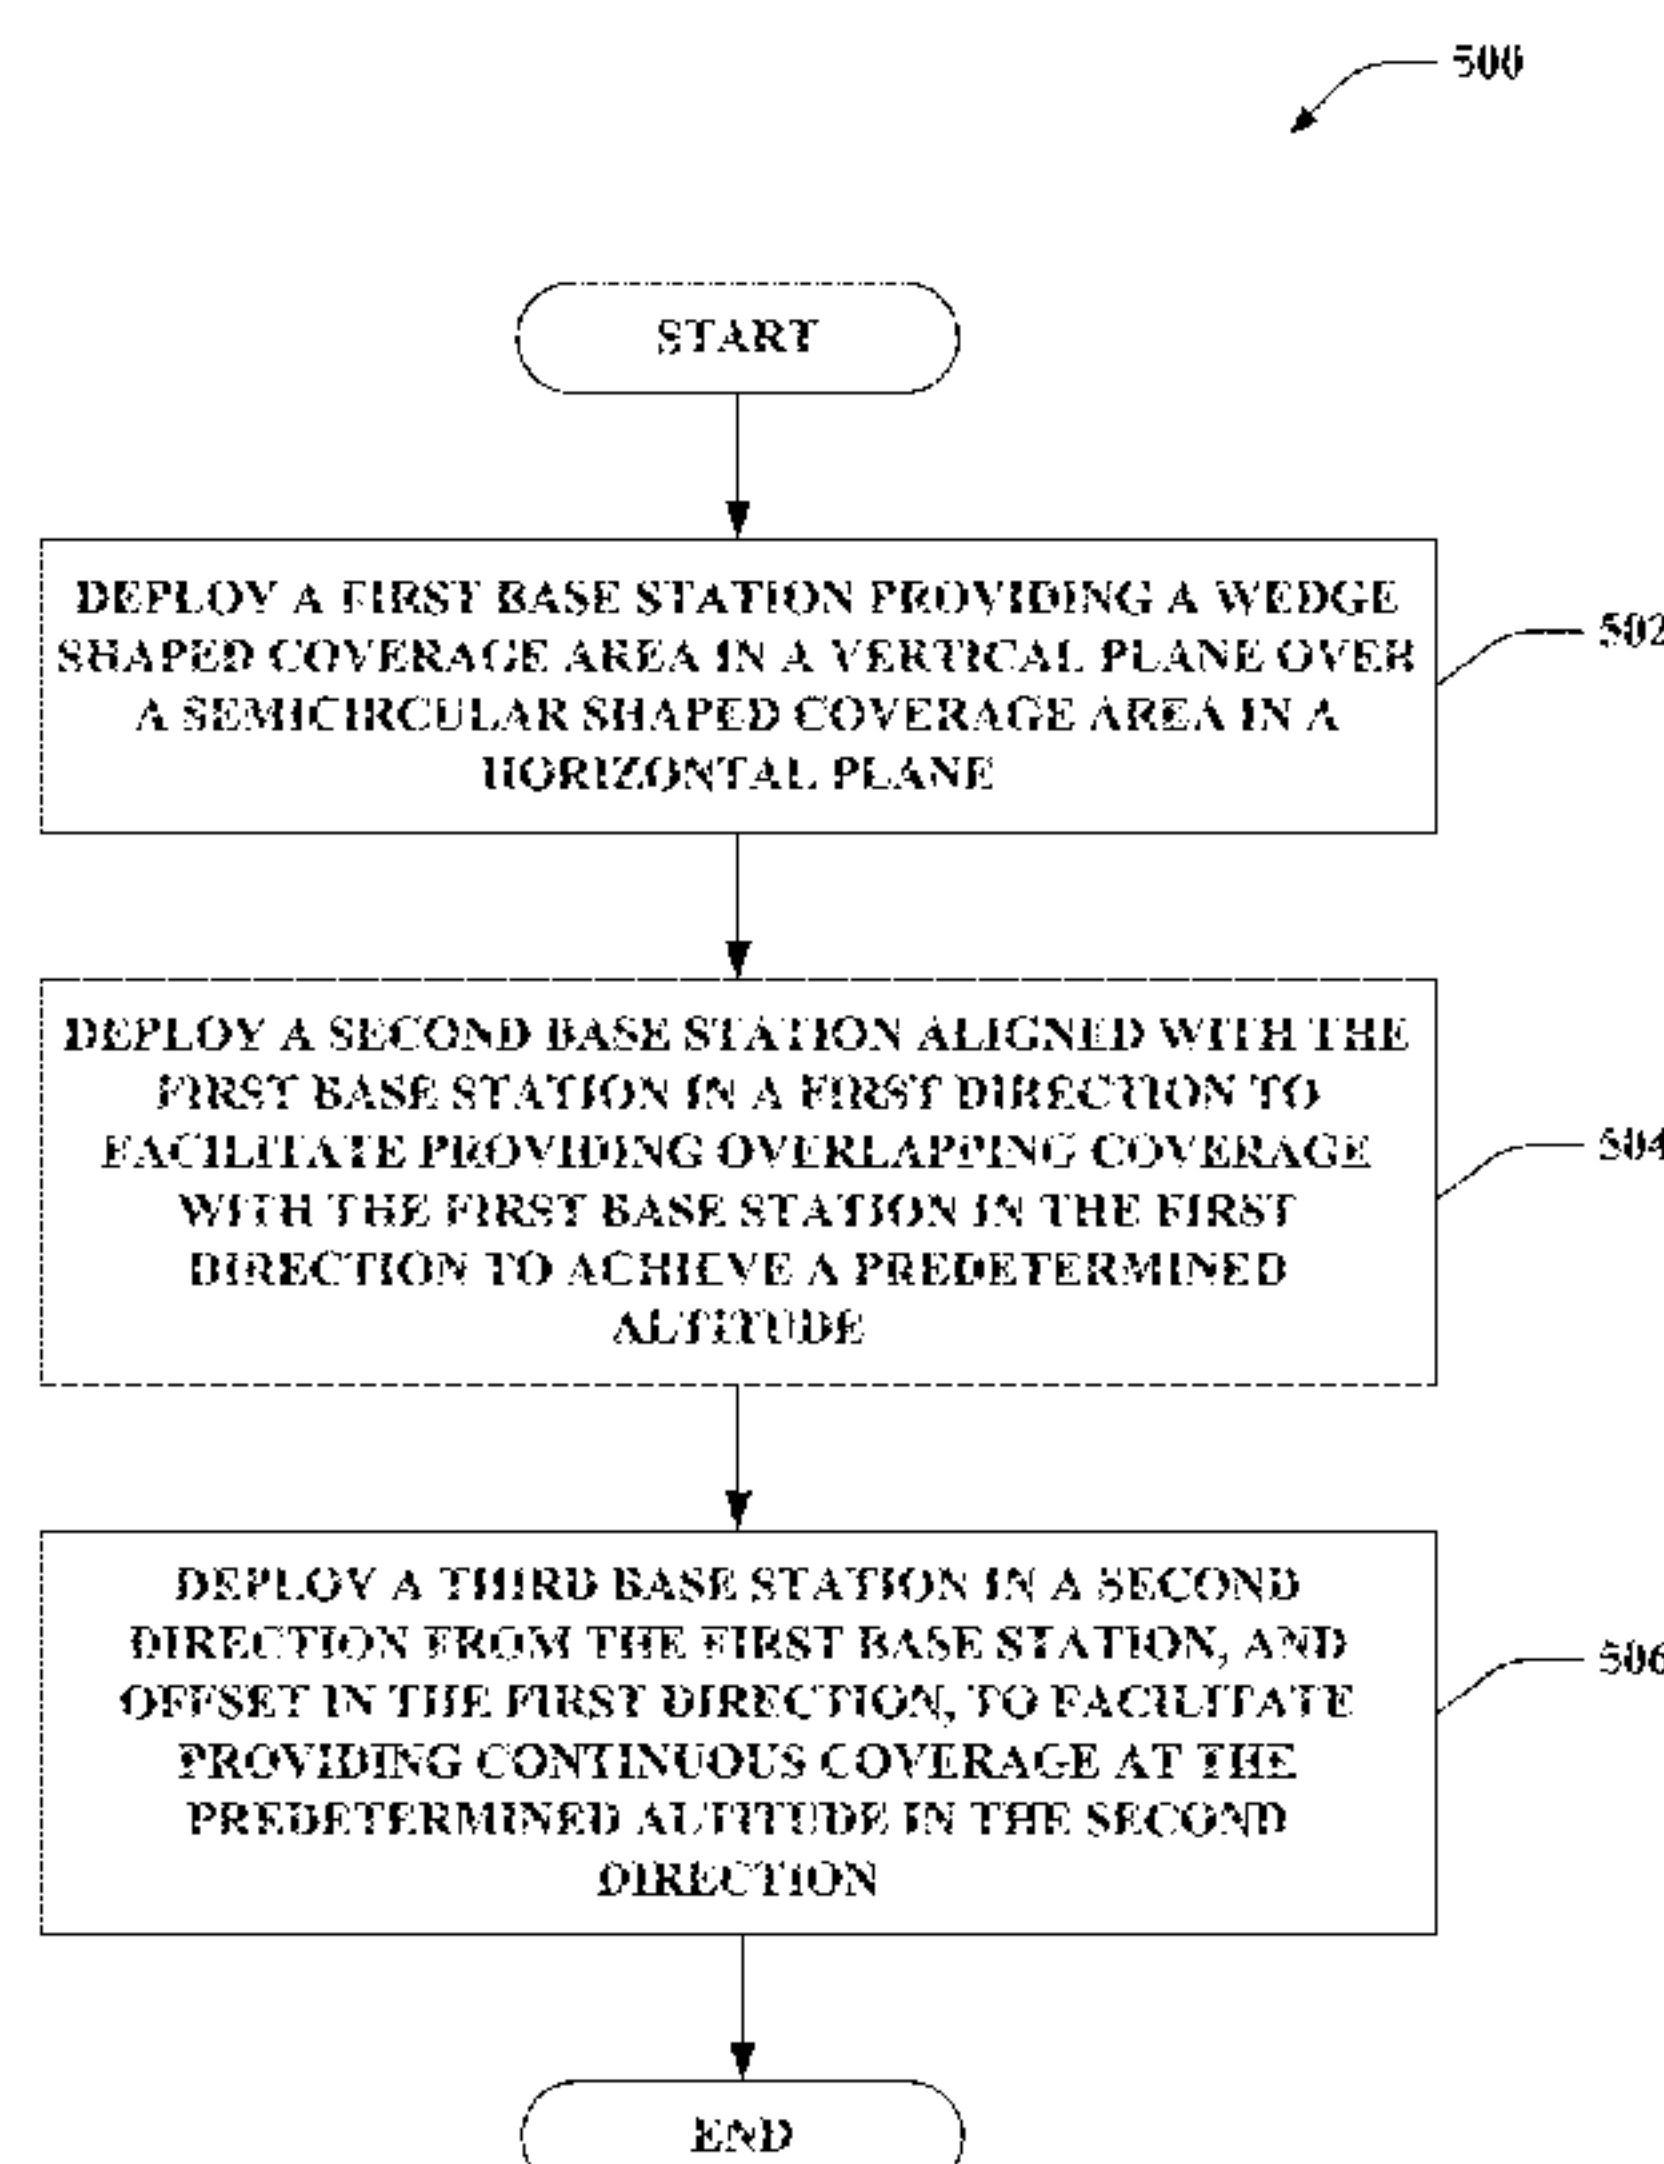 500
START
DEPLOY A FIRST BASE STATION PROVIDING A WEDGE
SHAPED COVERAGE AREA IN A VERTICAL PLANE OVER
A SEMICIRCULAR SHAPED COVERAGE AREA IN A
HORIZONTAL PLANE
502
DEPLOY A SECOND BASE STATION ALIGNED WITH THE
FIRST BASE STATION IN A FIRST DIRECTION TO
FACILITATE PROVIDING OVERLAPPING COVERAGE
WITH THE FIRST BASE STATION IN THE FIRST
DIRECTION TO ACHIEVE A PREDETERMINED
ALTITUDE
504
DEPLOY A THIRD BASE STATION IN A SECOND
DIRECTION FROM THE FIRST BASE STATION, AND
OFFSET IN THE FIRST DIRECTION, TO FACILITATE
PROVIDING CONTINUOUS COVERAGE AT THE
PREDETERMINED ALTITUDE IN THE SECOND
DIRECTION
506
END